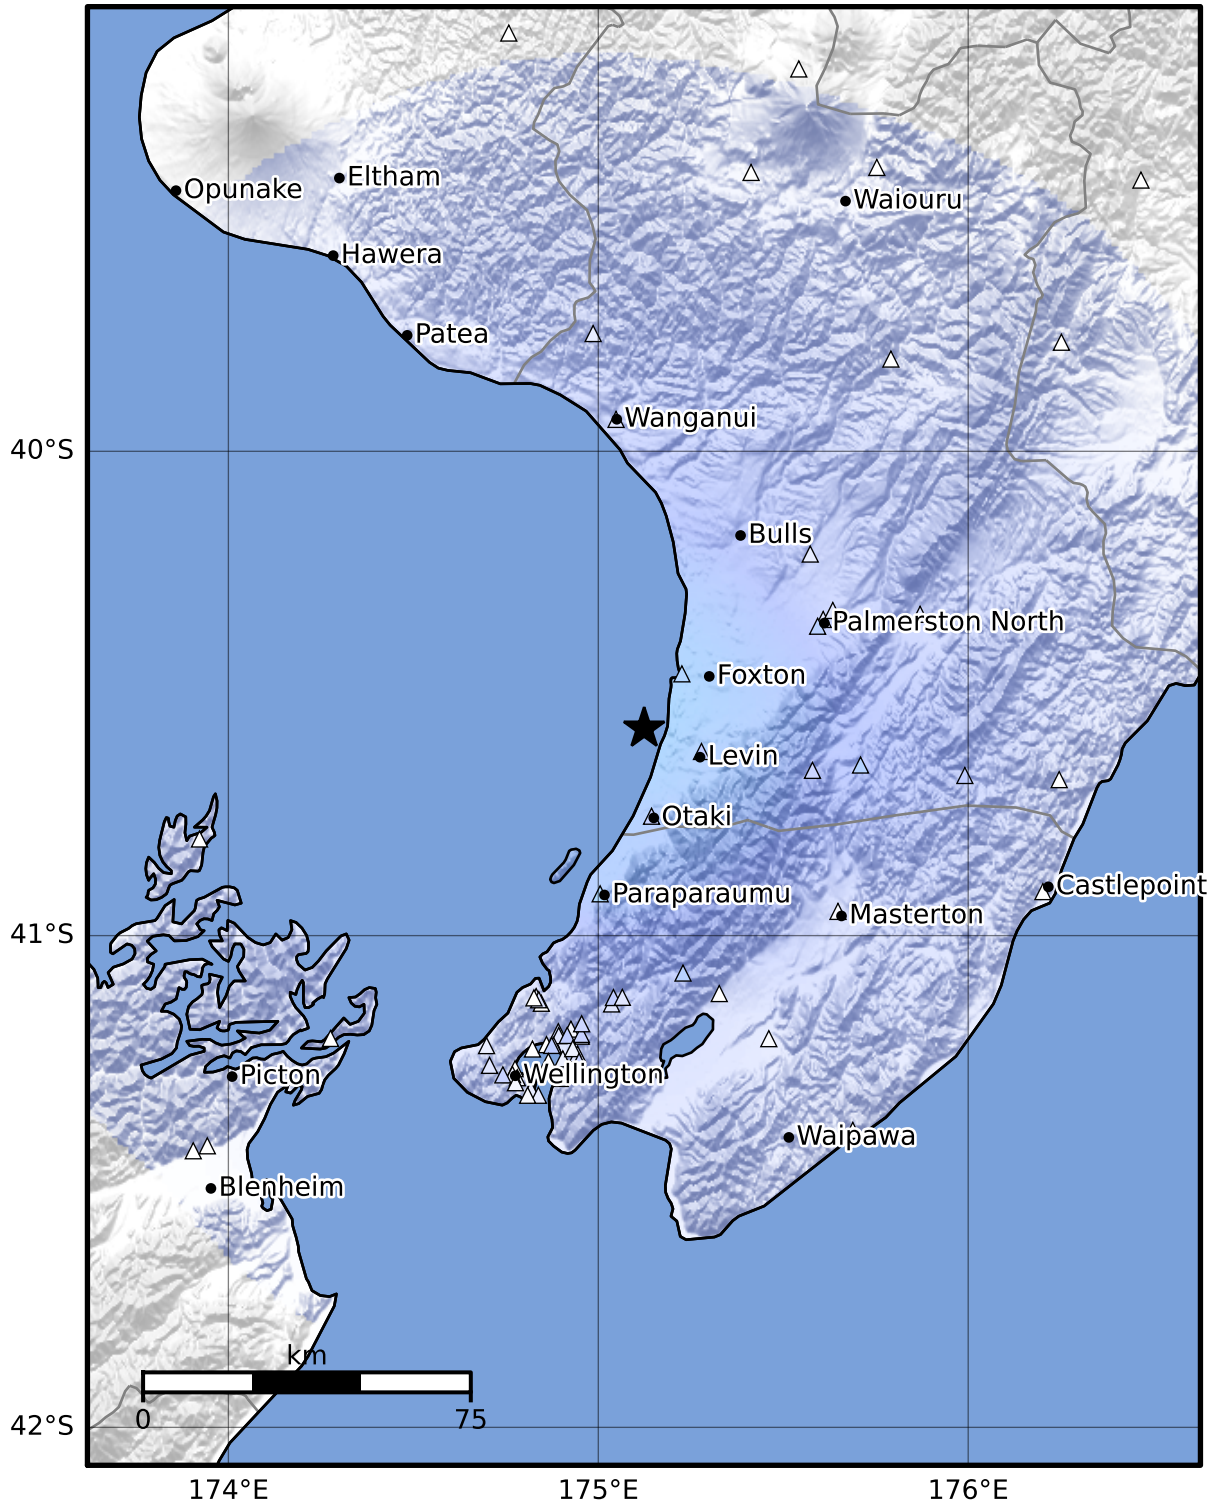 Eltham
Opunake
Waiouru
Hawera
Patea
Wanganui
40°S
Bulls
Palmerston North
Foxton
Levin
Otaki
Castlepoint
Paraparaumu
Masterton
41°S
Wellington
Picton
Waipawa
Blenheim
km
0 75
42°S
174°E 175°E 176°E